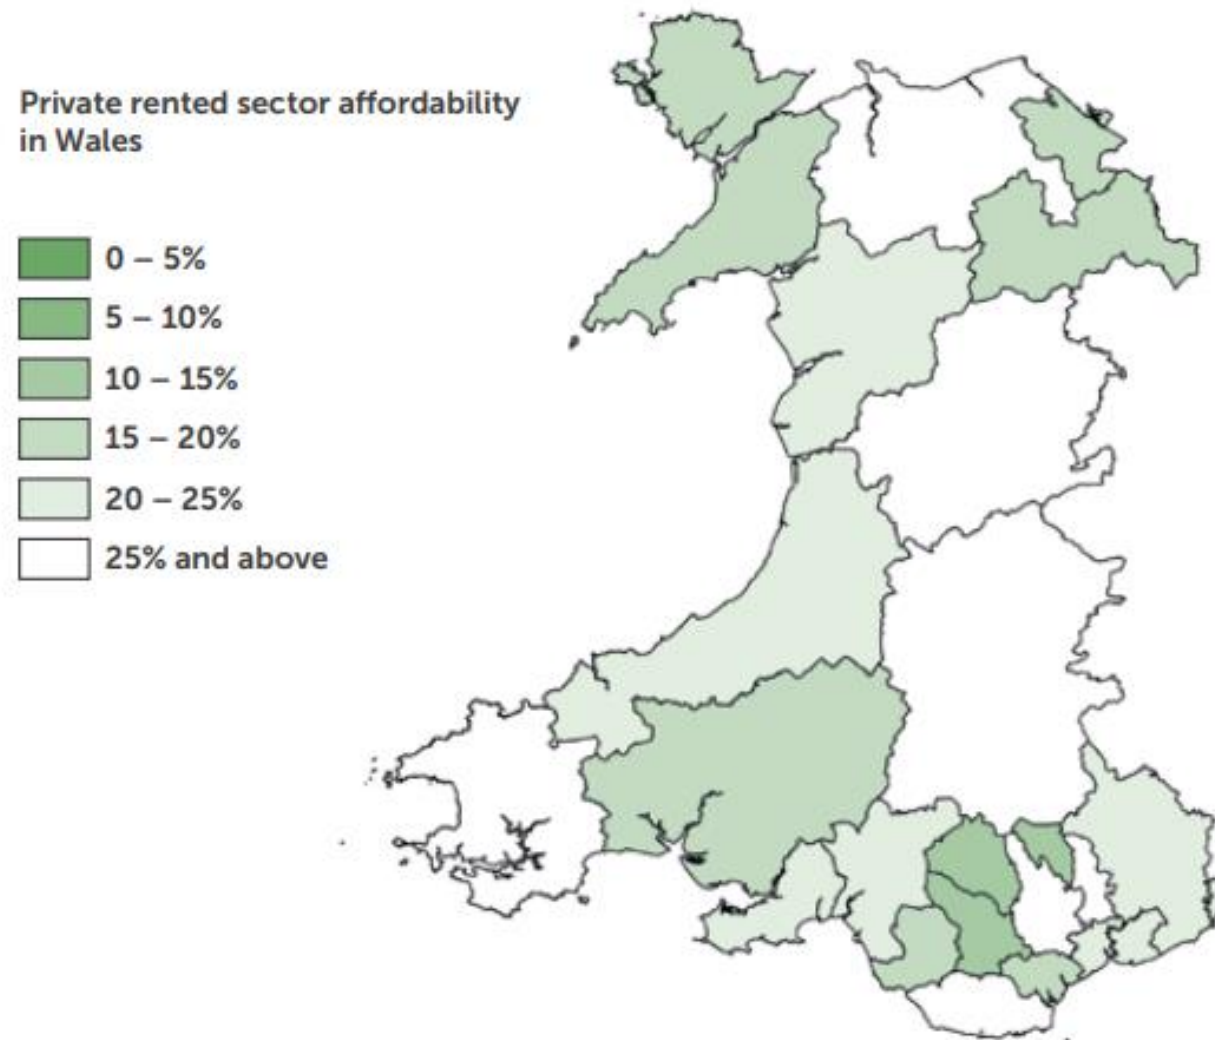 Private rented sector affordability
in Wales
0 – 5%
5 – 10%
10 – 15%
15 – 20%
20 – 25%
25% and above